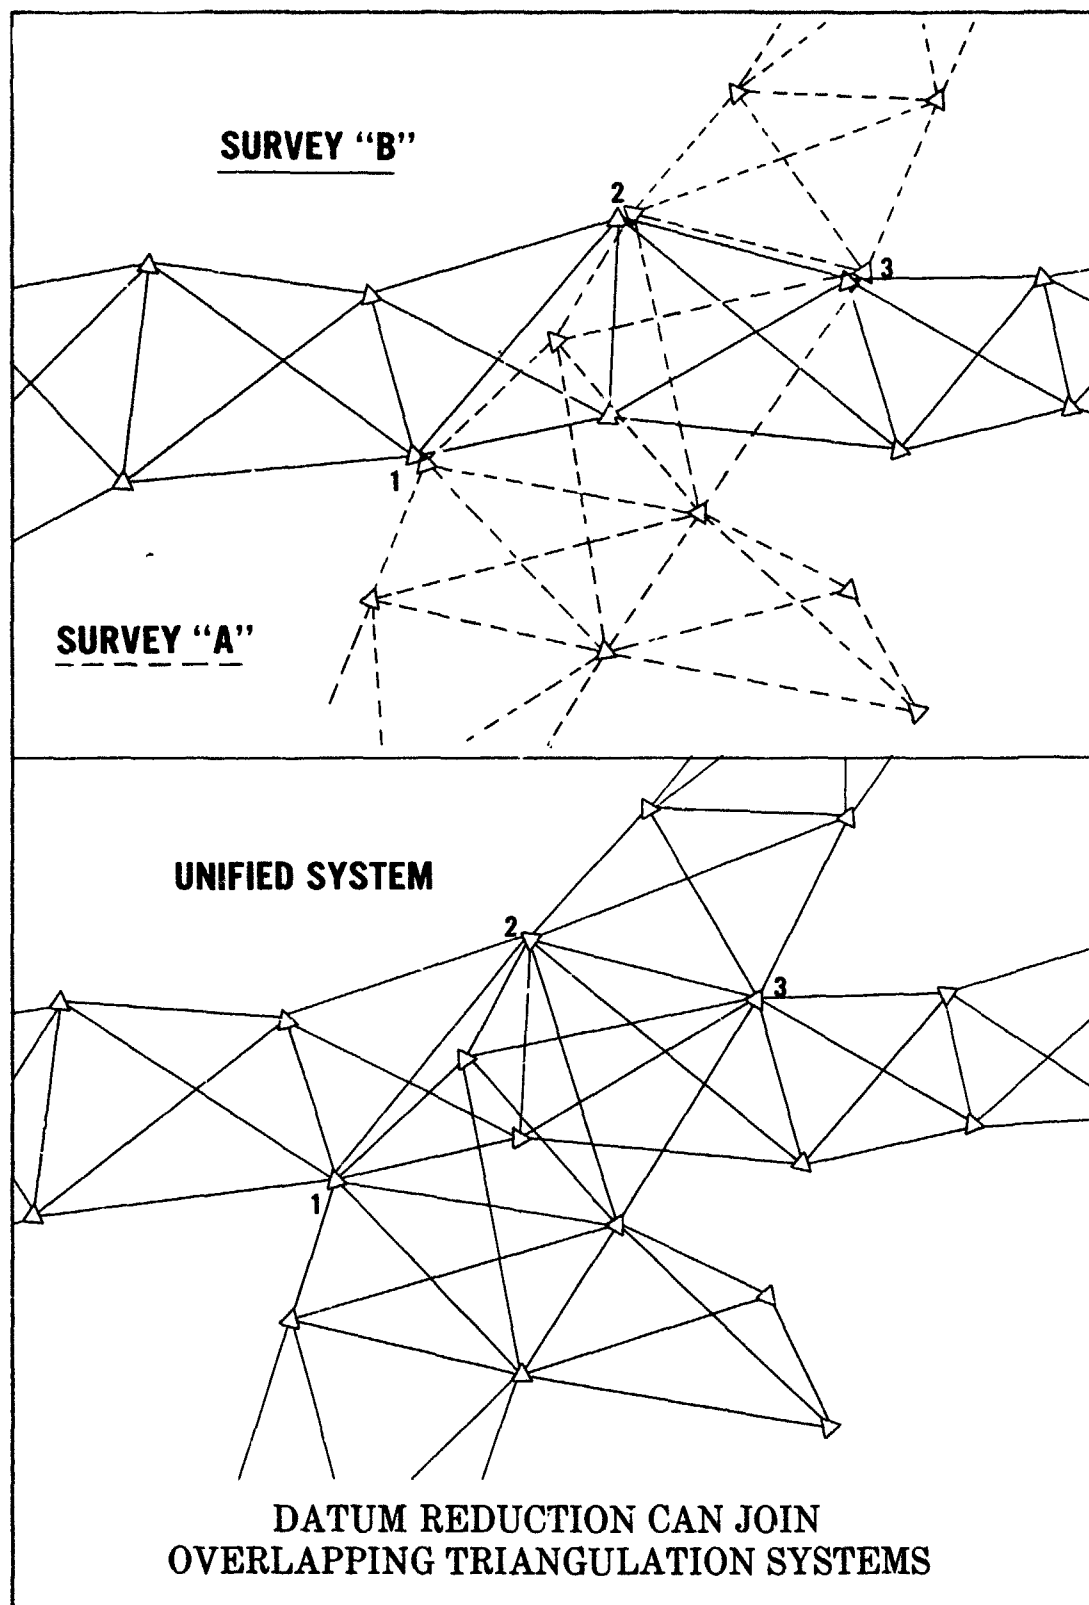 SURVEY “B”
2
3
1
SURVEY “A”
UNIFIED SYSTEM
2
3
1
DATUM REDUCTION CAN JOIN
OVERLAPPING TRIANGULATION SYSTEMS